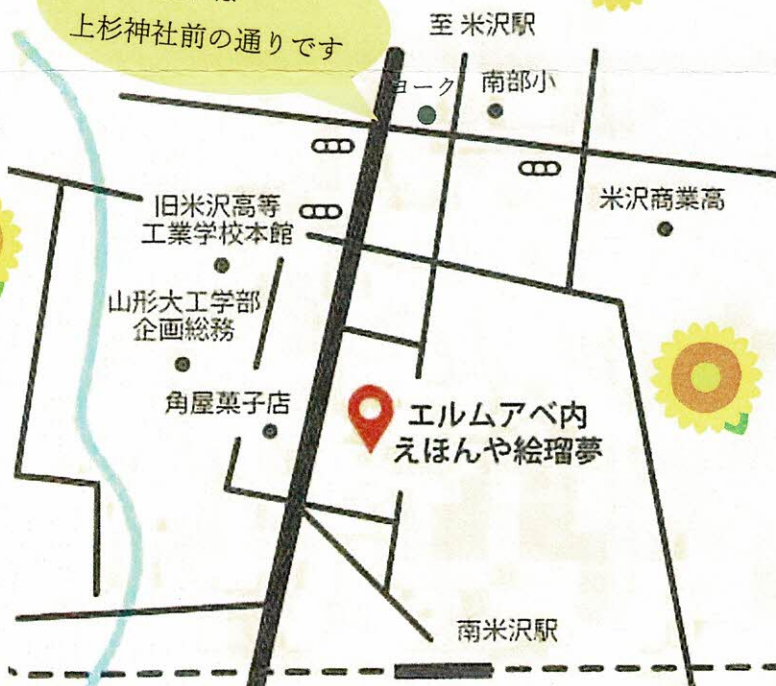 上杉神社前の通りです
至 米沢駅
ヨーク
南部小
米沢商業高
旧米沢高等
工業学校本館
山形大工学部
企画総務
角屋菓子店
エルムアベ内
えほんや絵瑠夢
南米沢駅